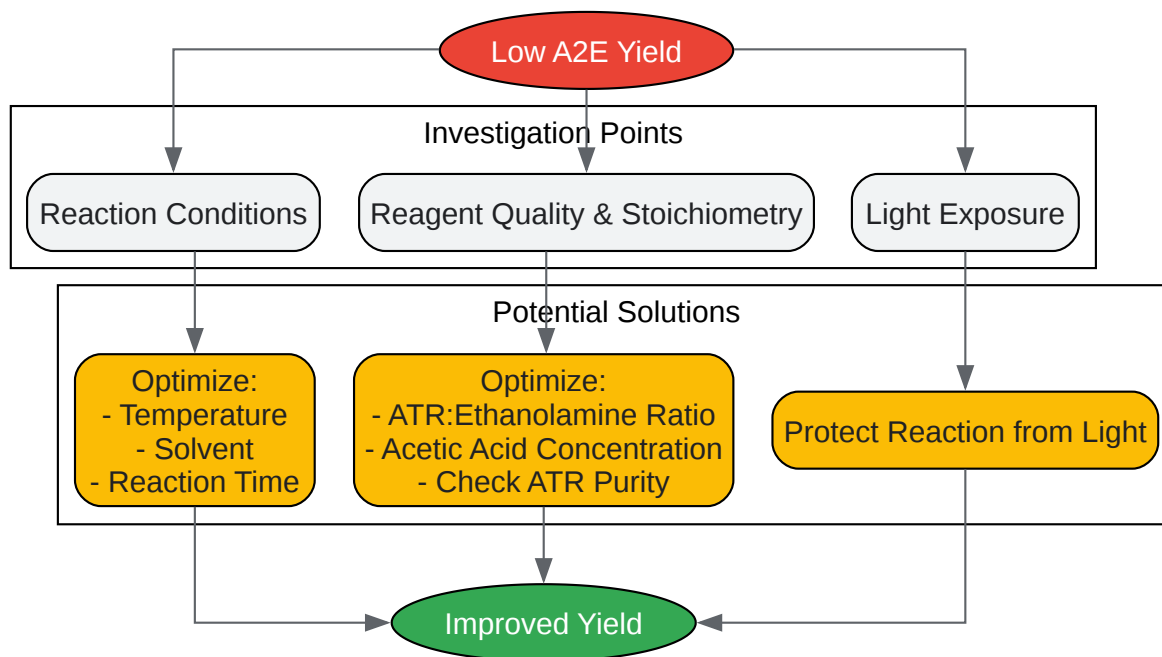 Low A2E Yield
Investigation Points
Reaction Conditions
Reagent Quality & Stoichiometry
Light Exposure
Potential Solutions
Optimize:
- Temperature
- Solvent
- Reaction Time
Optimize:
- ATR:Ethanolamine Ratio
- Acetic Acid Concentration
- Check ATR Purity
Protect Reaction from Light
Improved Yield